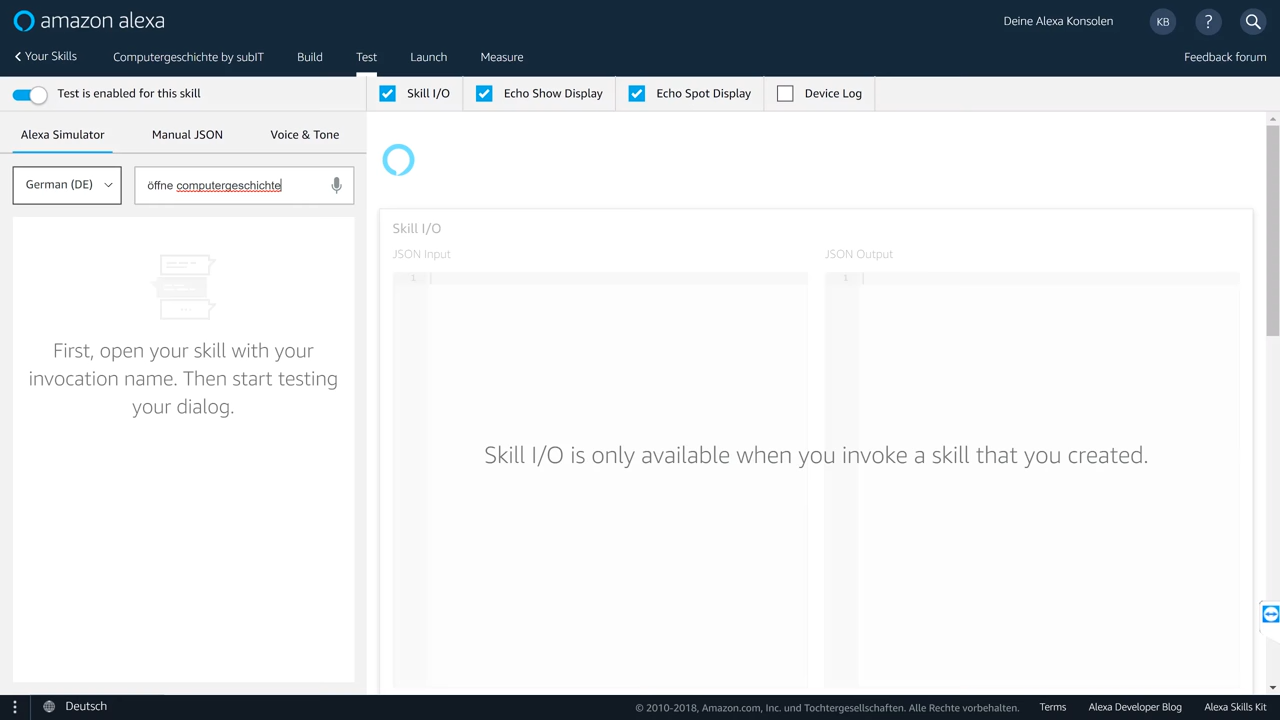 amazon alexa
Deine Alexa Konsolen
KB
?
Your Skills
Computergeschichte by subIT
Build
Test
Launch
Measure
Feedback forum
Test is enabled for this skill
Skill I/O
Echo Show Display
Echo Spot Display
Device Log
Alexa Simulator
Manual JSON
Voice & Tone
German (DE)
öffne computergeschichte
First, open your skill with your
invocation name. Then start testing
your dialog.
Skill I/O
JSON Input
JSON Output
1
1
Skill I/O is only available when you invoke a skill that you created.
Deutsch
© 2010-2018, Amazon.com, Inc. und Tochtergesellschaften. Alle Rechte vorbehalten.
Terms
Alexa Developer Blog
Alexa Skills Kit